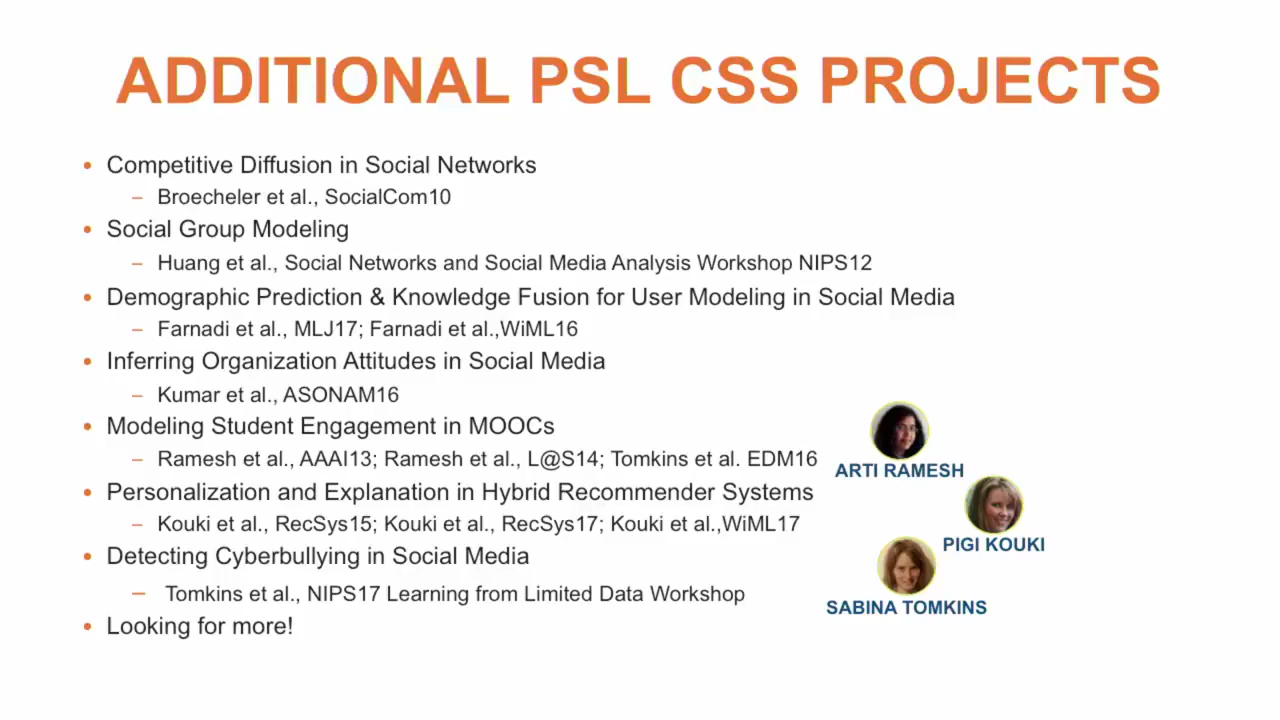 ADDITIONAL PSL CSS PROJECTS
• Competitive Diffusion in Social Networks
– Broecheler et al., SocialCom10
• Social Group Modeling
– Huang et al., Social Networks and Social Media Analysis Workshop NIPS12
• Demographic Prediction & Knowledge Fusion for User Modeling in Social Media
– Farnadi et al., MLJ17; Farnadi et al.,WiML16
• Inferring Organization Attitudes in Social Media
– Kumar et al., ASONAM16
• Modeling Student Engagement in MOOCs
– Ramesh et al., AAAI13; Ramesh et al., L@S14; Tomkins et al. EDM16
ARTI RAMESH
• Personalization and Explanation in Hybrid Recommender Systems
– Kouki et al., RecSys15; Kouki et al., RecSys17; Kouki et al.,WiML17
PIGI KOUKI
• Detecting Cyberbullying in Social Media
– Tomkins et al., NIPS17 Learning from Limited Data Workshop
SABINA TOMKINS
• Looking for more!